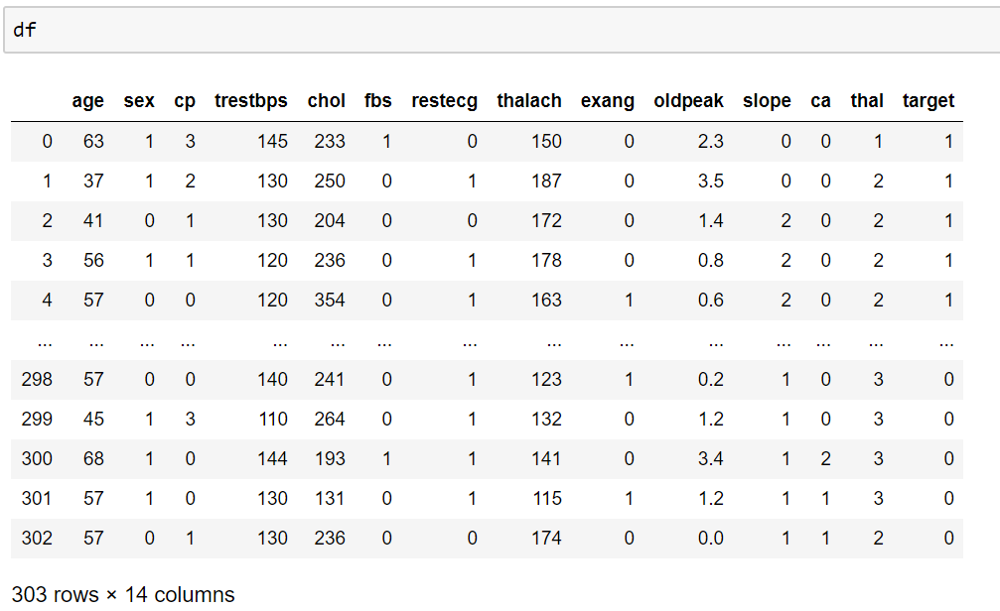 df
age sex cp trestbps chol fbs restecg thalach exang oldpeak slope ca thal target
0 63 1 3 145 233 1 0 150 0 2.3 0 0 1 1
1 37 1 2 130 250 0 1 187 0 3.5 0 0 2 1
2 41 0 1 130 204 0 0 172 0 1.4 2 0 2 1
3 56 1 1 120 236 0 1 178 0 0.8 2 0 2 1
4 57 0 0 120 354 0 1 163 1 0.6 2 0 2 1
... ... ... ... ... ... ... ... ... ... ... ... ... ... ...
298 57 0 0 140 241 0 1 123 1 0.2 1 0 3 0
299 45 1 3 110 264 0 1 132 0 1.2 1 0 3 0
300 68 1 0 144 193 1 1 141 0 3.4 1 2 3 0
301 57 1 0 130 131 0 1 115 1 1.2 1 1 3 0
302 57 0 1 130 236 0 0 174 0 0.0 1 1 2 0
303 rows × 14 columns